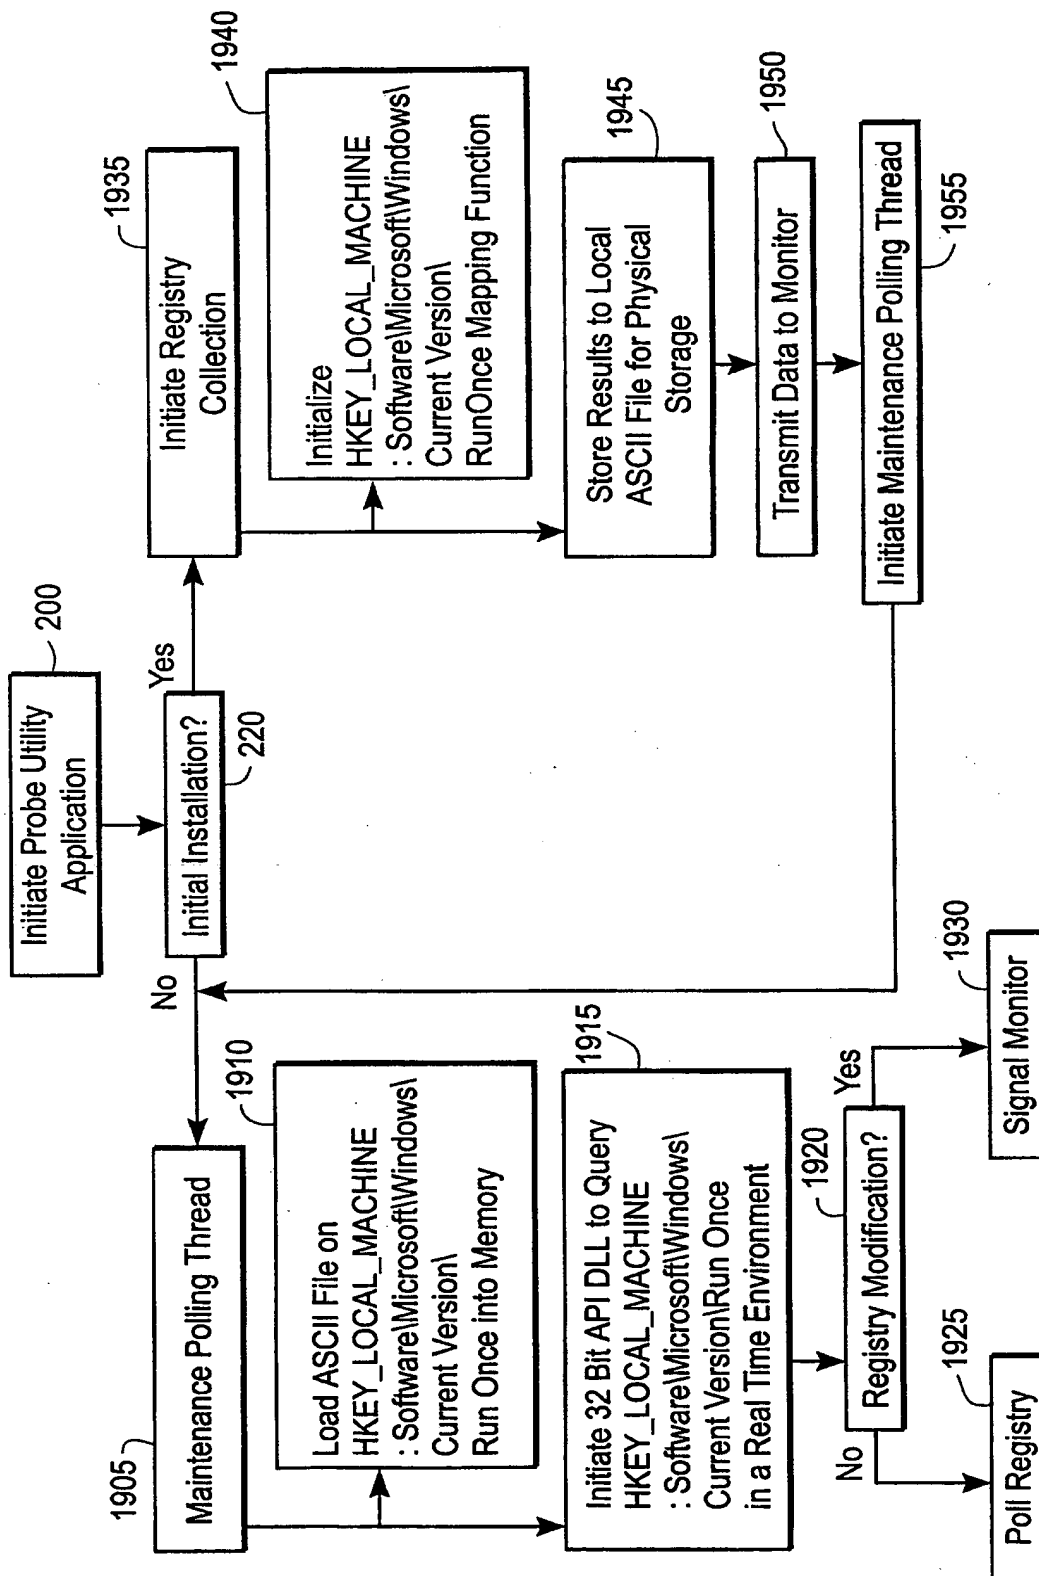 Initiate Probe Utility
Application
200
Initial Installation?
220
Yes
No
Initiate Registry
Collection
1935
Initialize
HKEY_LOCAL_MACHINE
: Software\Microsoft\Windows\
Current Version\
RunOnce Mapping Function
1940
Store Results to Local
ASCII File for Physical
Storage
1945
Transmit Data to Monitor
1950
Initiate Maintenance Polling Thread
1955
Maintenance Polling Thread
1905
Load ASCII File on
HKEY_LOCAL_MACHINE
: Software\Microsoft\Windows\
Current Version\
Run Once into Memory
1910
Initiate 32 Bit API DLL to Query
HKEY_LOCAL_MACHINE
: Software\Microsoft\Windows\
Current Version\Run Once
in a Real Time Environment
1915
Registry Modification?
1920
No
Yes
Poll Registry
1925
Signal Monitor
1930